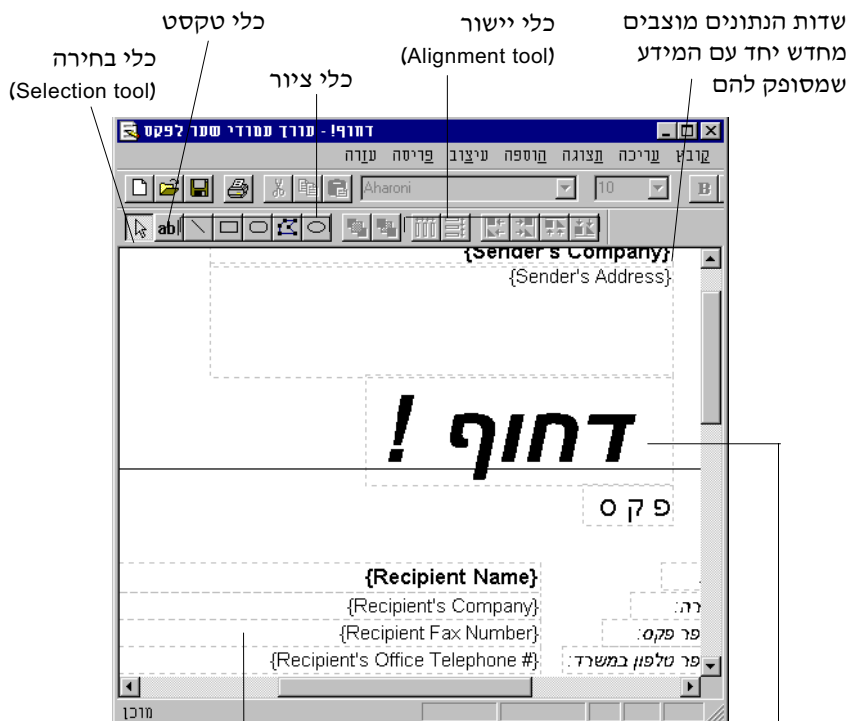 שדות הנתונים מוצבים
מחדש יחד עם המידע
שמסופק להם
כלי יישור
(Alignment tool)
כלי ציור
כלי טקסט
כלי בחירה
(Selection tool)
דחוף! - עורך עמודי שער לפקס
קובץ עריכה תצוגה הוספה עיצוב פריסה עזרה
Aharoni 10 B
ab
{Sender's Company}
{Sender's Address}
דחוף !
פ ק ס
{Recipient Name}
{Recipient's Company}
רה:
{Recipient Fax Number}
פר פקס:
{Recipient's Office Telephone #}
פר טלפון במשרד:
מוכן